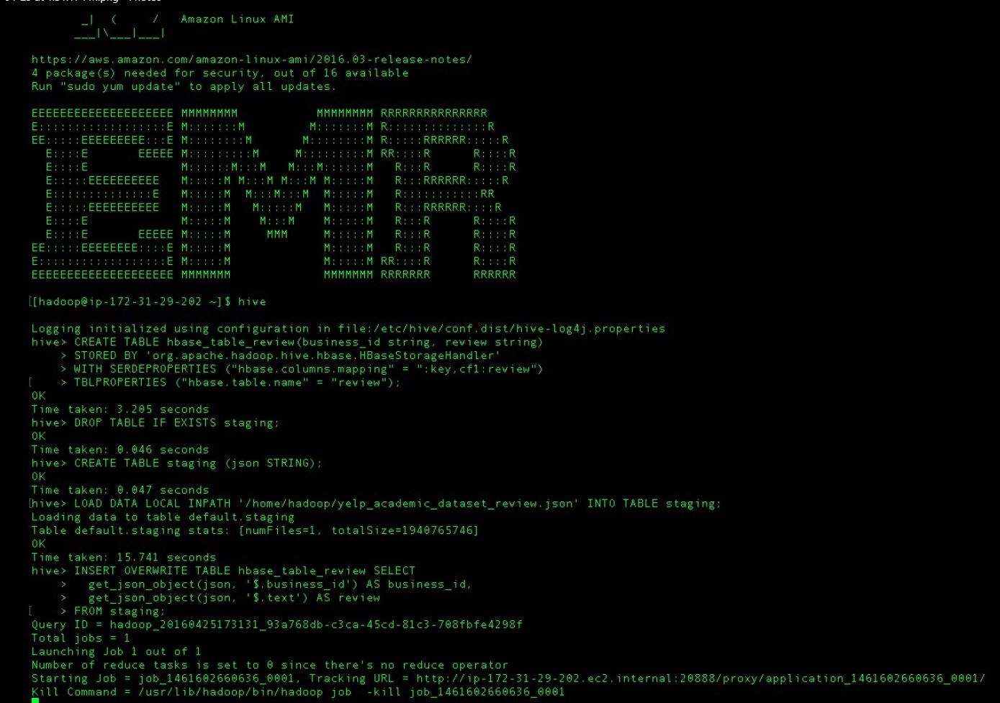 _|  (     /   Amazon Linux AMI
___|\___|___|
https://aws.amazon.com/amazon-linux-ami/2016.03-release-notes/
4 package(s) needed for security, out of 16 available
Run "sudo yum update" to apply all updates.
EEEEEEEEEEEEEEEEEEEE MMMMMMMM           MMMMMMMM RRRRRRRRRRRRRRR
E::::::::::::::::::E M:::::::M         M:::::::M R::::::::::::::R
EE:::::EEEEEEEEE:::E M::::::::M       M::::::::M R:::::RRRRRR:::::R
  E::::E       EEEEE M:::::::::M     M:::::::::M RR::::R      R::::R
  E::::E             M::::::M:::M   M:::M::::::M   R:::R      R::::R
  E:::::EEEEEEEEEE   M:::::M M:::M M:::M M:::::M   R:::RRRRRR:::::R
  E::::::::::::::E   M:::::M  M:::M:::M  M:::::M   R:::::::::::RR
  E:::::EEEEEEEEEE   M:::::M   M:::::M   M:::::M   R:::RRRRRR::::R
  E::::E             M:::::M    M:::M    M:::::M   R:::R      R::::R
  E::::E       EEEEE M:::::M     MMM     M:::::M   R:::R      R::::R
EE:::::EEEEEEEE::::E M:::::M             M:::::M   R:::R      R::::R
E::::::::::::::::::E M:::::M             M:::::M RR::::R      R::::R
EEEEEEEEEEEEEEEEEEEE MMMMMMM             MMMMMMM RRRRRRR      RRRRRR
[[hadoop@ip-172-31-29-202 ~]$ hive
Logging initialized using configuration in file:/etc/hive/conf.dist/hive-log4j.properties
hive> CREATE TABLE hbase_table_review(business_id string, review string)
    > STORED BY 'org.apache.hadoop.hive.hbase.HBaseStorageHandler'
    > WITH SERDEPROPERTIES ("hbase.columns.mapping" = ":key,cf1:review")
[    > TBLPROPERTIES ("hbase.table.name" = "review");
OK
Time taken: 3.205 seconds
hive> DROP TABLE IF EXISTS staging;
OK
Time taken: 0.046 seconds
hive> CREATE TABLE staging (json STRING);
OK
Time taken: 0.047 seconds
[hive> LOAD DATA LOCAL INPATH '/home/hadoop/yelp_academic_dataset_review.json' INTO TABLE staging;
Loading data to table default.staging
Table default.staging stats: [numFiles=1, totalSize=1940765746]
OK
Time taken: 15.741 seconds
hive> INSERT OVERWRITE TABLE hbase_table_review SELECT
    >   get_json_object(json, '$.business_id') AS business_id,
    >   get_json_object(json, '$.text') AS review
[    > FROM staging;
Query ID = hadoop_20160425173131_93a768db-c3ca-45cd-81c3-708fbfe4298f
Total jobs = 1
Launching Job 1 out of 1
Number of reduce tasks is set to 0 since there's no reduce operator
Starting Job = job_1461602660636_0001, Tracking URL = http://ip-172-31-29-202.ec2.internal:20888/proxy/application_1461602660636_0001/
Kill Command = /usr/lib/hadoop/bin/hadoop job  -kill job_1461602660636_0001